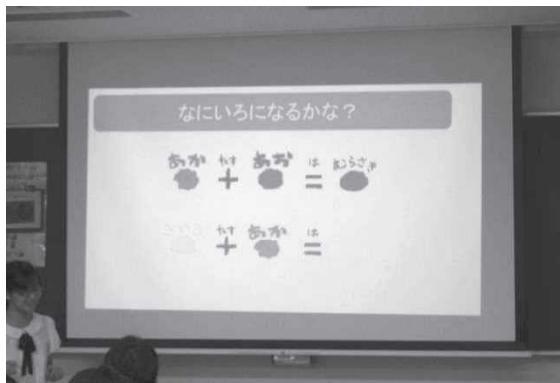 なにいろになるかな？
あか たす あお は むらさき
+ =
たす あか は
+ =